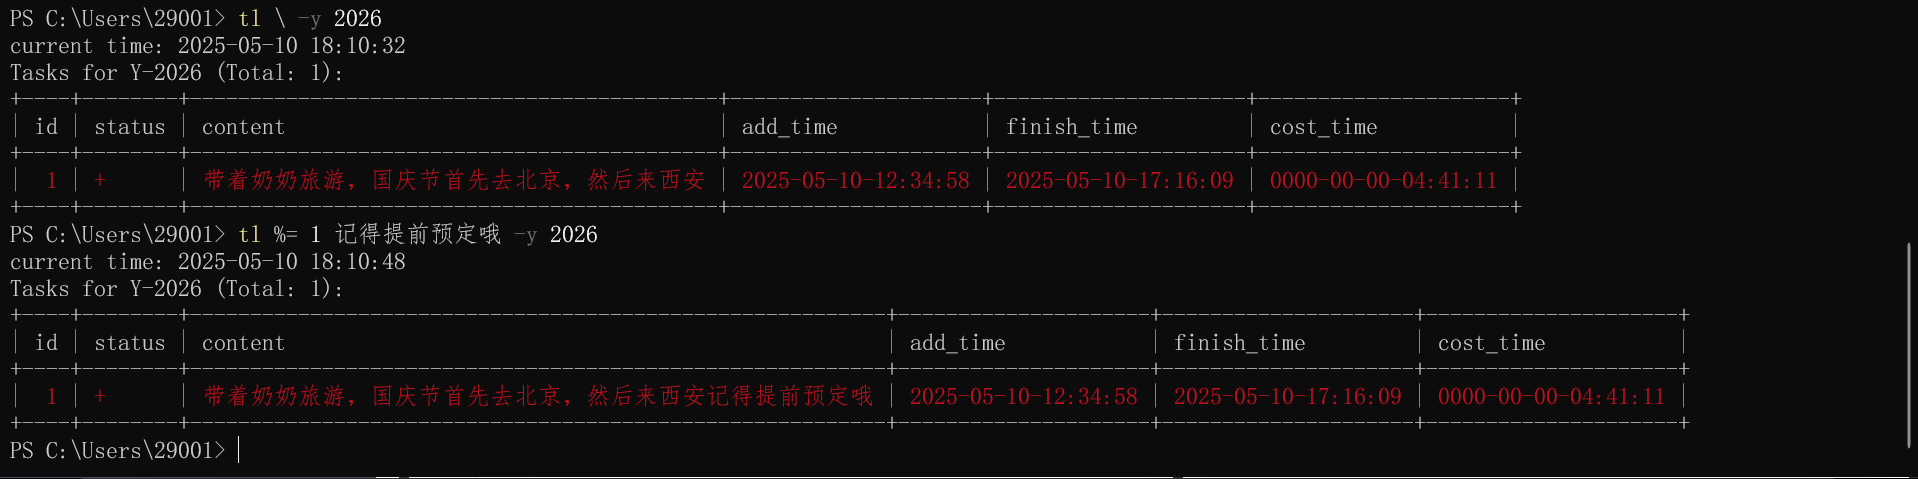 PS C:\Users\29001> tl \ -y 2026
current time: 2025-05-10 18:10:32
Tasks for Y-2026 (Total: 1):
+----+--------+--------------------------------------------+---------------------+---------------------+---------------------+
| id | status | content | add_time | finish_time | cost_time |
+----+--------+--------------------------------------------+---------------------+---------------------+---------------------+
| 1 | + | 带着奶奶旅游，国庆节首先去北京，然后来西安 | 2025-05-10-12:34:58 | 2025-05-10-17:16:09 | 0000-00-00-04:41:11 |
+----+--------+--------------------------------------------+---------------------+---------------------+---------------------+
PS C:\Users\29001> tl %= 1 记得提前预定哦 -y 2026
current time: 2025-05-10 18:10:48
Tasks for Y-2026 (Total: 1):
+----+--------+----------------------------------------------------------+---------------------+---------------------+---------------------+
| id | status | content | add_time | finish_time | cost_time |
+----+--------+----------------------------------------------------------+---------------------+---------------------+---------------------+
| 1 | + | 带着奶奶旅游，国庆节首先去北京，然后来西安记得提前预定哦 | 2025-05-10-12:34:58 | 2025-05-10-17:16:09 | 0000-00-00-04:41:11 |
+----+--------+----------------------------------------------------------+---------------------+---------------------+---------------------+
PS C:\Users\29001>